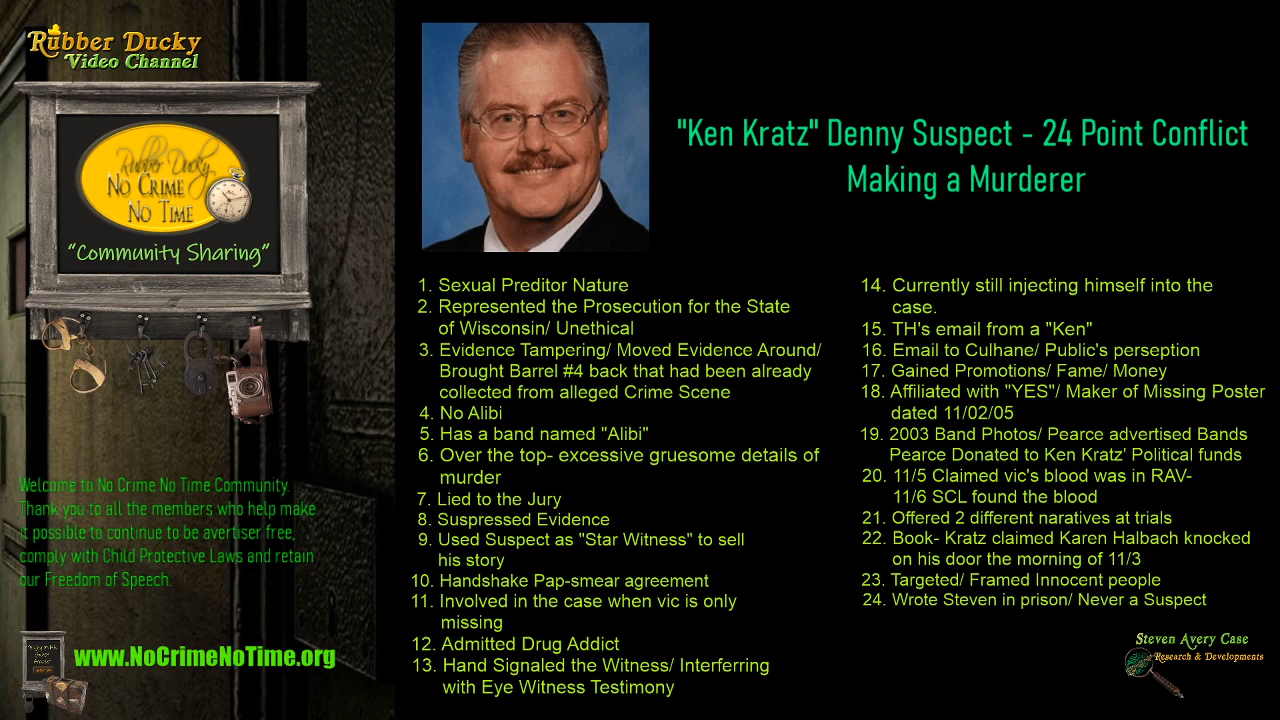 Rubber Ducky
Video Channel
Rubber Ducky
No Crime
No Time
"Community Sharing"
Welcome to No Crime No Time Community.
Thank you to all the members who help make
it possible to continue to be avertiser free,
comply with Child Protective Laws and retain
our Freedom of Speech.
www.NoCrimeNoTime.org
"Ken Kratz" Denny Suspect - 24 Point Conflict
Making a Murderer
1. Sexual Preditor Nature
2. Represented the Prosecution for the State
of Wisconsin/ Unethical
3. Evidence Tampering/ Moved Evidence Around/
Brought Barrel #4 back that had been already
collected from alleged Crime Scene
4. No Alibi
5. Has a band named "Alibi"
6. Over the top- excessive gruesome details of
murder
7. Lied to the Jury
8. Suspressed Evidence
9. Used Suspect as "Star Witness" to sell
his story
10. Handshake Pap-smear agreement
11. Involved in the case when vic is only
missing
12. Admitted Drug Addict
13. Hand Signaled the Witness/ Interferring
with Eye Witness Testimony
14. Currently still injecting himself into the
case.
15. TH's email from a "Ken"
16. Email to Culhane/ Public's perseption
17. Gained Promotions/ Fame/ Money
18. Affiliated with "YES"/ Maker of Missing Poster
dated 11/02/05
19. 2003 Band Photos/ Pearce advertised Bands
Pearce Donated to Ken Kratz' Political funds
20. 11/5 Claimed vic's blood was in RAV-
11/6 SCL found the blood
21. Offered 2 different naratives at trials
22. Book- Kratz claimed Karen Halbach knocked
on his door the morning of 11/3
23. Targeted/ Framed Innocent people
24. Wrote Steven in prison/ Never a Suspect
Steven Avery Case
Research & Developments